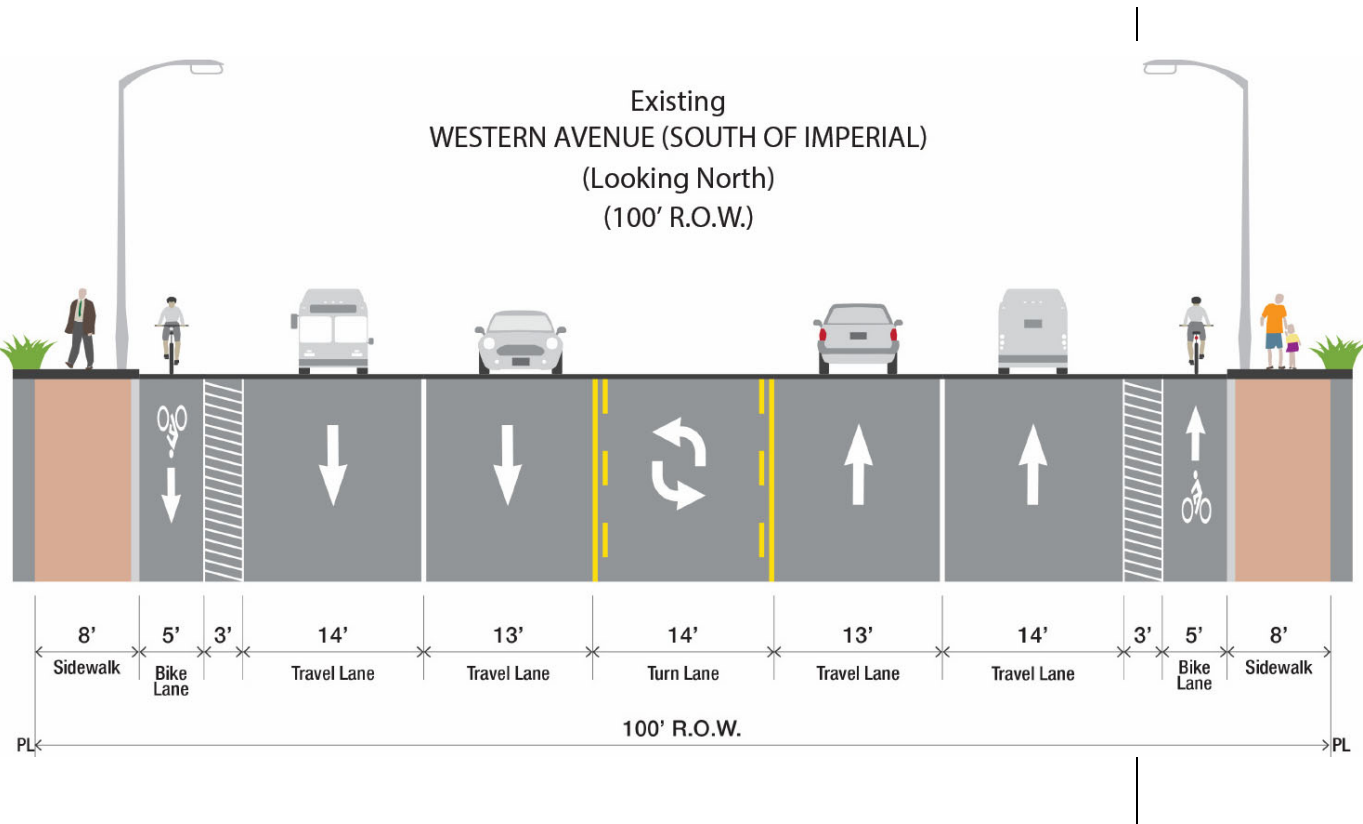 Existing
WESTERN AVENUE (SOUTH OF IMPERIAL)
(Looking North)
(100’ R.O.W.)
8’ 5’ 3’ 14’ 13’ 14’ 13’ 14’ 3’ 5’ 8’
Sidewalk Bike Lane Travel Lane Travel Lane Turn Lane Travel Lane Travel Lane Bike Lane Sidewalk
100’ R.O.W.
PL PL